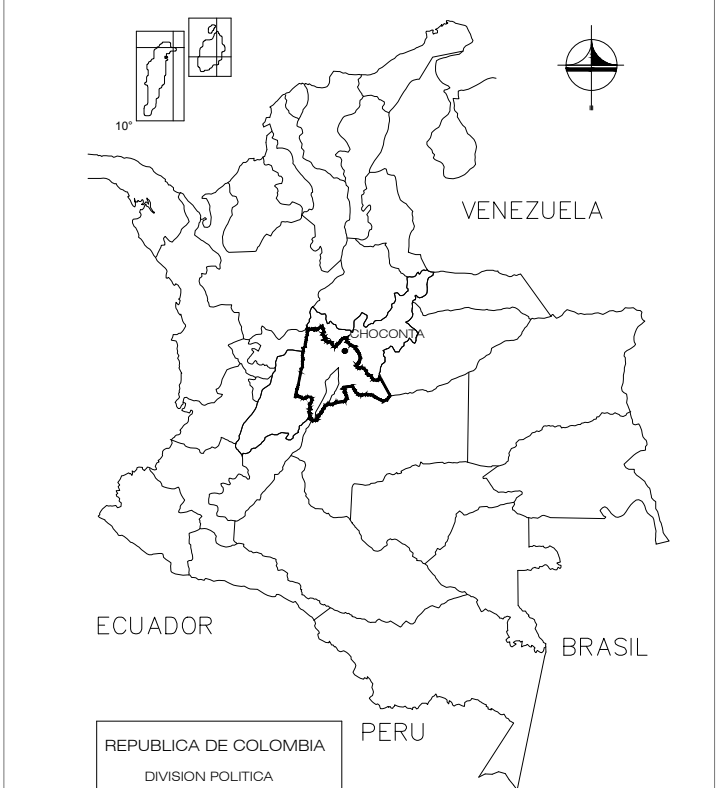 10°
VENEZUELA
CHOCONTA
ECUADOR
BRASIL
PERU
REPUBLICA DE COLOMBIA
DIVISION POLITICA